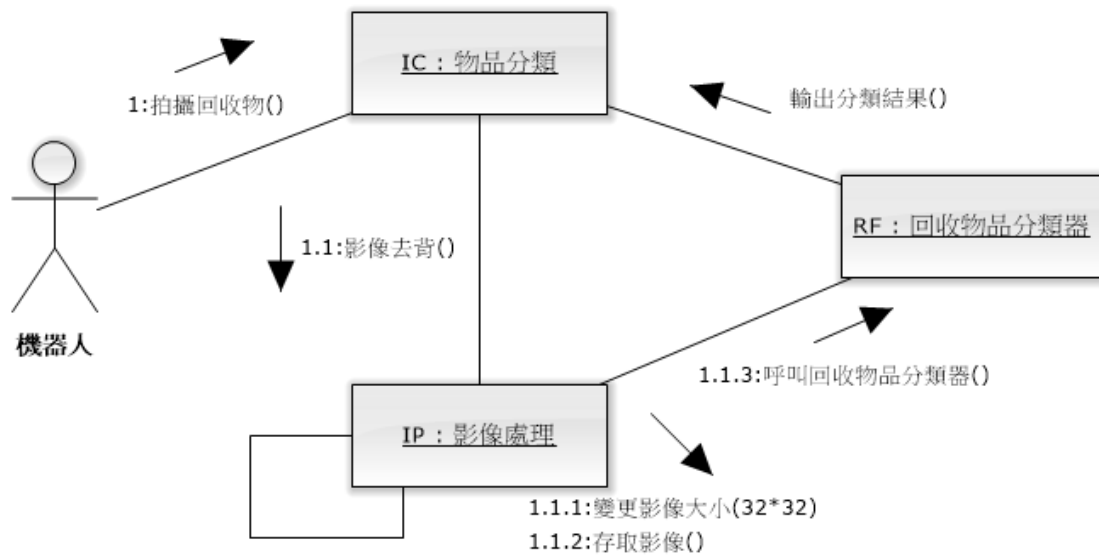 IC : 物品分類
1:拍攝回收物()
輸出分類結果()
RF : 回收物品分類器
1.1:影像去背()
機器人
1.1.3:呼叫回收物品分類器()
IP : 影像處理
1.1.1:變更影像大小(32*32)
1.1.2:存取影像()